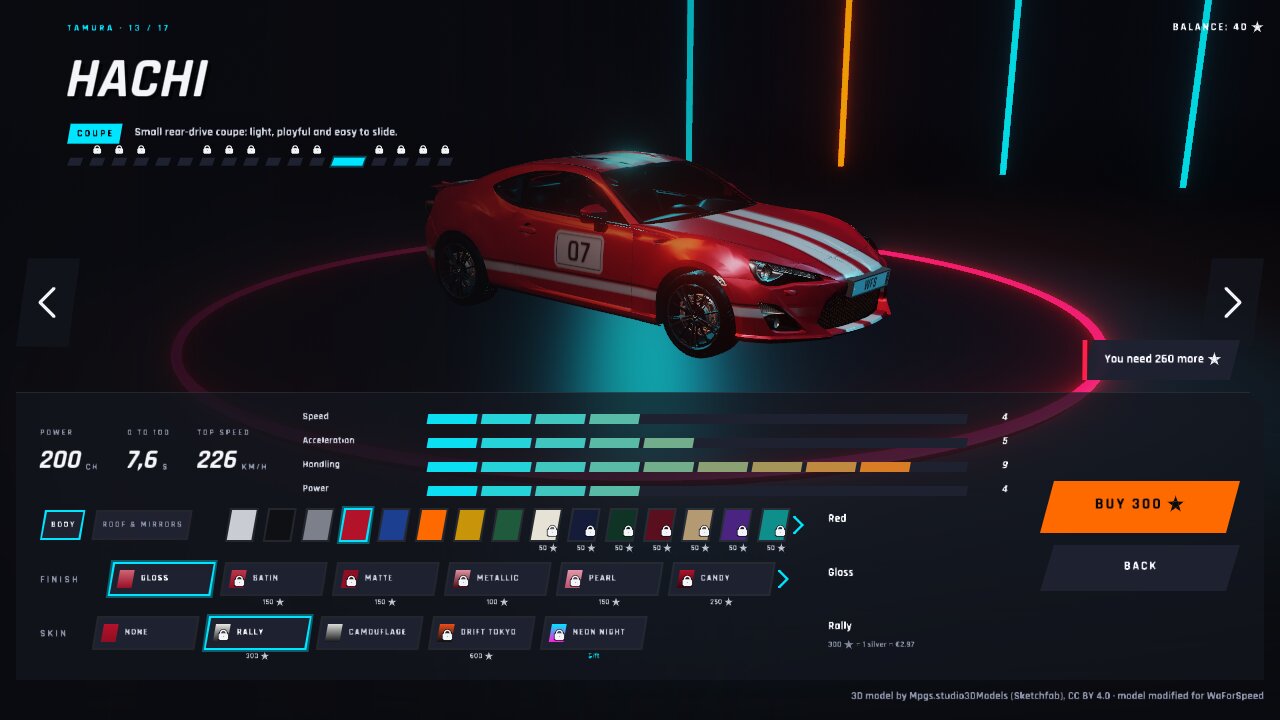 TAMURA · 13 / 17
BALANCE: 40 ★
HACHI
COUPE
Small rear-drive coupe: light, playful and easy to slide.
07
WFS
You need 260 more ★
POWER
200 CH
0 TO 100
7,6 S
TOP SPEED
226 KM/H
Speed 4
Acceleration 5
Handling 9
Power 4
BUY 300 ★
BACK
BODY
ROOF & MIRRORS
50 ★ 50 ★ 50 ★ 50 ★ 50 ★ 50 ★ 50 ★
Red
FINISH
GLOSS
SATIN
150 ★
MATTE
150 ★
METALLIC
100 ★
PEARL
150 ★
CANDY
250 ★
Gloss
SKIN
NONE
RALLY
300 ★
CAMOUFLAGE
DRIFT TOKYO
600 ★
NEON NIGHT
Gift
Rally
300 ★ = 1 silver = €2.97
3D model by Mpgs.studio3DModels (Sketchfab), CC BY 4.0 · model modified for WaForSpeed